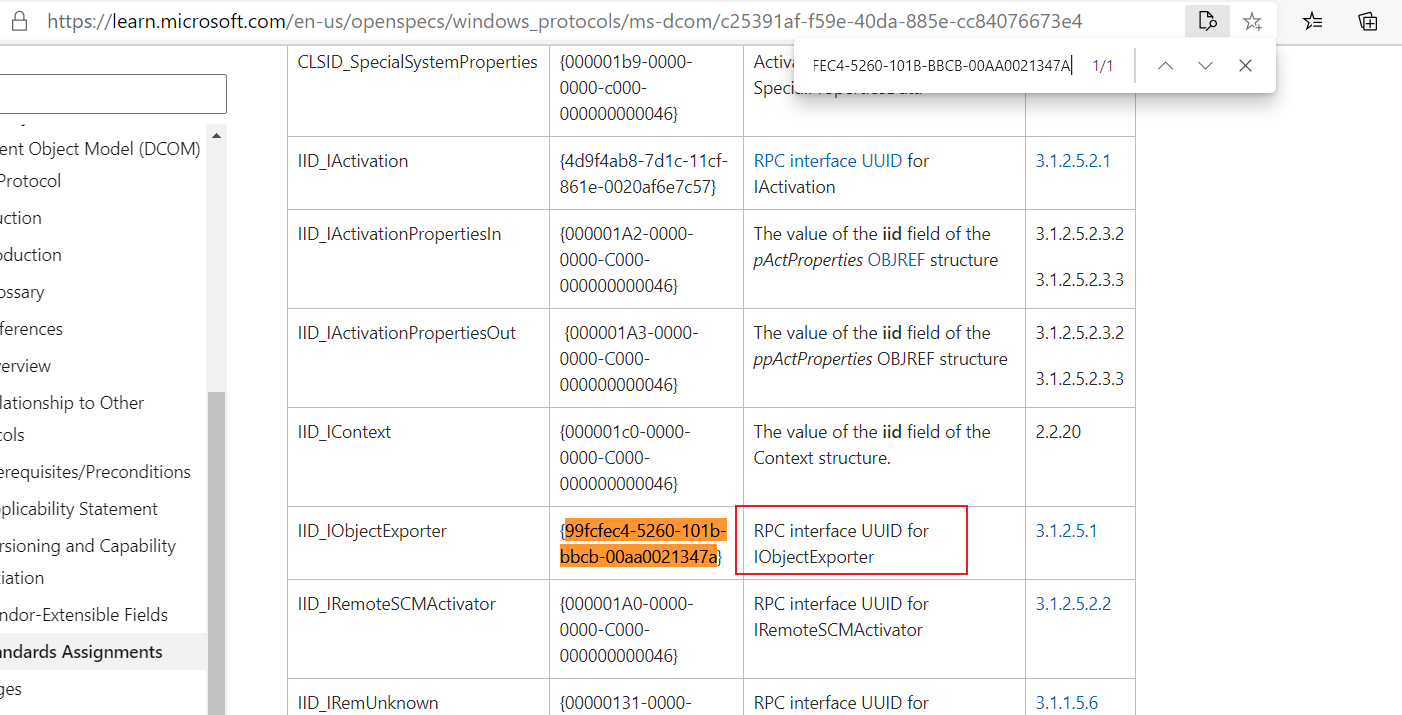 https://learn.microsoft.com/en-us/openspecs/windows_protocols/ms-dcom/c25391af-f59e-40da-885e-cc84076673e4
FEC4-5260-101B-BBCB-00AA0021347A
1/1
ent Object Model (DCOM)
Protocol
uction
oduction
ossary
ferences
erview
lationship to Other
cols
erequisites/Preconditions
plicability Statement
rsioning and Capability
tiation
ndor-Extensible Fields
andards Assignments
ges
CLSID_SpecialSystemProperties
{000001b9-0000-
0000-c000-
000000000046}
Activa
Special
IID_IActivation
{4d9f4ab8-7d1c-11cf-
861e-0020af6e7c57}
RPC interface UUID for
IActivation
3.1.2.5.2.1
IID_IActivationPropertiesIn
{000001A2-0000-
0000-C000-
000000000046}
The value of the iid field of the
pActProperties OBJREF structure
3.1.2.5.2.3.2
3.1.2.5.2.3.3
IID_IActivationPropertiesOut
{000001A3-0000-
0000-C000-
000000000046}
The value of the iid field of the
ppActProperties OBJREF structure
3.1.2.5.2.3.2
3.1.2.5.2.3.3
IID_IContext
{000001c0-0000-
0000-C000-
000000000046}
The value of the iid field of the
Context structure.
2.2.20
IID_IObjectExporter
{99fcfec4-5260-101b-
bbcb-00aa0021347a}
RPC interface UUID for
IObjectExporter
3.1.2.5.1
IID_IRemoteSCMActivator
{000001A0-0000-
0000-C000-
000000000046}
RPC interface UUID for
IRemoteSCMActivator
3.1.2.5.2.2
IID_IRemUnknown
{00000131-0000-
RPC interface UUID for
3.1.1.5.6